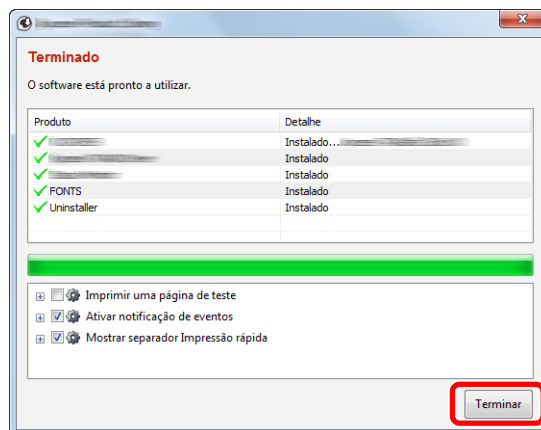 Terminado
O software está pronto a utilizar.
Produto Detalhe
Instalado...
Instalado
Instalado
FONTS Instalado
Uninstaller Instalado
Imprimir uma página de teste
Ativar notificação de eventos
Mostrar separador Impressão rápida
Terminar